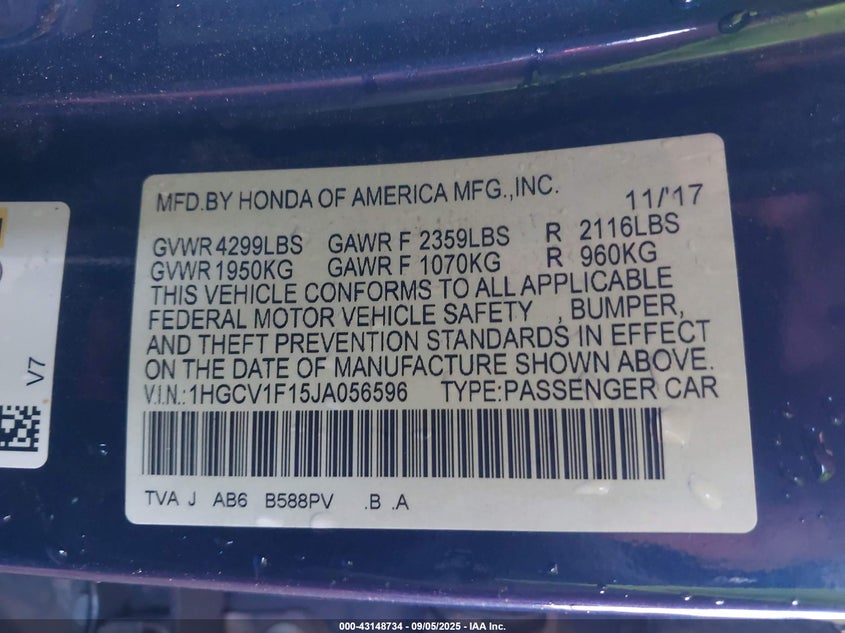 MFD.BY HONDA OF AMERICA MFG.,INC. 11/'17
GVWR 4299LBS GAWR F 2359LBS R 2116LBS
GVWR 1950KG GAWR F 1070KG R 960KG
THIS VEHICLE CONFORMS TO ALL APPLICABLE
FEDERAL MOTOR VEHICLE SAFETY , BUMPER,
AND THEFT PREVENTION STANDARDS IN EFFECT
ON THE DATE OF MANUFACTURE SHOWN ABOVE.
V.I.N.:1HGCV1F15JA056596 TYPE:PASSENGER CAR
TVA J AB6 B588PV .B .A
V7
000-43148734 - 09/05/2025 - IAA Inc.